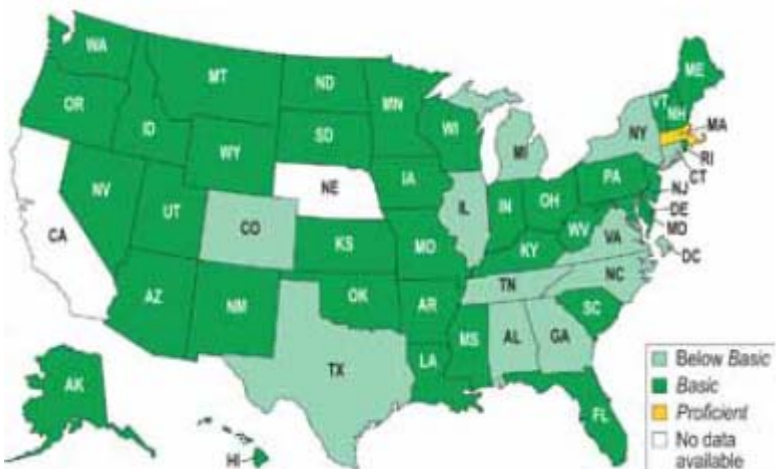 WA
MT
ND
MN
ME
VT
NH
OR
ID
SD
WI
NY
MA
WY
MI
RI
CT
NV
NE
IA
PA
NJ
DE
MD
UT
CO
IL
IN
OH
WV
VA
DC
CA
KS
MO
KY
NC
TN
AZ
NM
OK
AR
SC
MS
AL
GA
TX
LA
AK
FL
HI
Below Basic
Basic
Proficient
No data
available